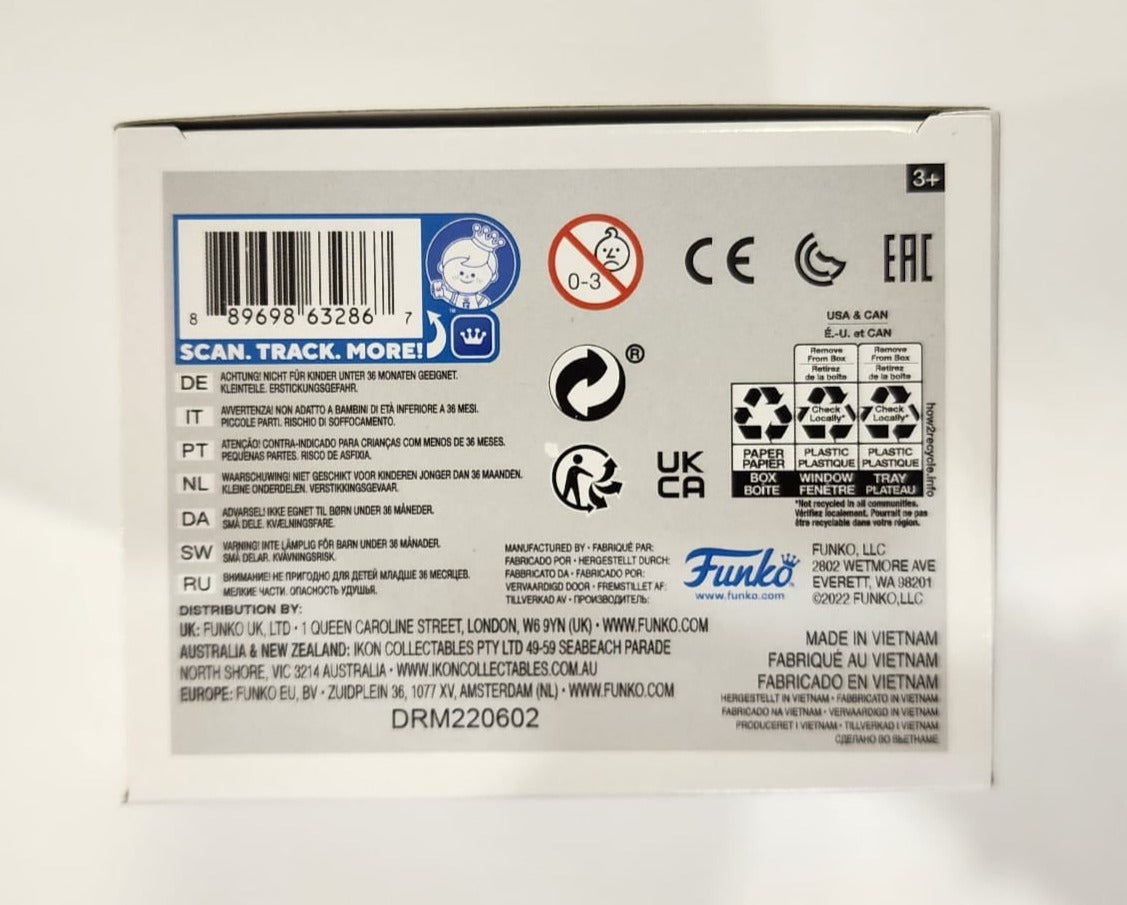 3+
8 89698 63286 7
SCAN. TRACK. MORE!
™
0-3
CE
EAC
®
UK
CA
USA & CAN
É.-U. et CAN
Remove From Box
Retirez de la boîte
Remove From Box
Retirez de la boîte
Check Locally*
Check Locally*
PAPER PAPIER
PLASTIC PLASTIQUE
PLASTIC PLASTIQUE
BOX BOÎTE
WINDOW FENÊTRE
TRAY PLATEAU
how2recycle.info
*Not recycled in all communities.
Vérifiez localement. Pourrait ne pas
être recyclable dans votre région.
DE ACHTUNG! NICHT FÜR KINDER UNTER 36 MONATEN GEEIGNET.
KLEINTEILE. ERSTICKUNGSGEFAHR.
IT AVVERTENZA! NON ADATTO A BAMBINI DI ETÀ INFERIORE A 36 MESI.
PICCOLE PARTI. RISCHIO DI SOFFOCAMENTO.
PT ATENÇÃO! CONTRA-INDICADO PARA CRIANÇAS COM MENOS DE 36 MESES.
PEQUENAS PARTES. RISCO DE ASFIXIA.
NL WAARSCHUWING! NIET GESCHIKT VOOR KINDEREN JONGER DAN 36 MAANDEN.
KLEINE ONDERDELEN. VERSTIKKINGSGEVAAR.
DA ADVARSEL! IKKE EGNET TIL BØRN UNDER 36 MÅNEDER.
SMÅ DELE. KVÆLNINGSFARE.
SW VARNING! INTE LÄMPLIG FÖR BARN UNDER 36 MÅNADER.
SMÅ DELAR. KVÄVNINGSRISK.
RU ВНИМАНИЕ! НЕ ПРИГОДНО ДЛЯ ДЕТЕЙ МЛАДШЕ 36 МЕСЯЦЕВ.
МЕЛКИЕ ЧАСТИ. ОПАСНОСТЬ УДУШЬЯ.
MANUFACTURED BY • FABRIQUÉ PAR:
FABRICADO POR • HERGESTELLT DURCH:
FABBRICATO DA • FABRICADO POR:
VERVAARDIGD DOOR • FREMSTILLET AF:
TILLVERKAD AV • ПРОИЗВОДИТЕЛЬ:
Funko
www.funko.com
FUNKO, LLC
2802 WETMORE AVE
EVERETT, WA 98201
©2022 FUNKO,LLC
DISTRIBUTION BY:
UK: FUNKO UK, LTD • 1 QUEEN CAROLINE STREET, LONDON, W6 9YN (UK) • WWW.FUNKO.COM
AUSTRALIA & NEW ZEALAND: IKON COLLECTABLES PTY LTD 49-59 SEABEACH PARADE
NORTH SHORE, VIC 3214 AUSTRALIA • WWW.IKONCOLLECTABLES.COM.AU
EUROPE: FUNKO EU, BV • ZUIDPLEIN 36, 1077 XV, AMSTERDAM (NL) • WWW.FUNKO.COM
DRM220602
MADE IN VIETNAM
FABRIQUÉ AU VIETNAM
FABRICADO EN VIETNAM
HERGESTELLT IN VIETNAM • FABBRICATO IN VIETNAM
FABRICADO NA VIETNAM • VERVAARDIGD IN VIETNAM
PRODUCERET I VIETNAM • TILLVERKAD I VIETNAM
СДЕЛАНО ВО ВЬЕТНАМЕ